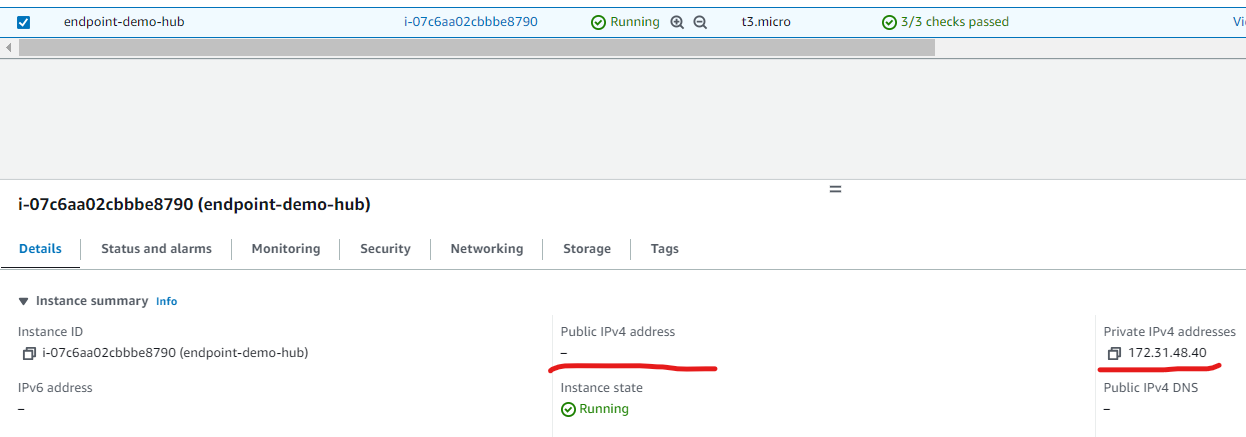 endpoint-demo-hub i-07c6aa02cbbbe8790 Running t3.micro 3/3 checks passed Vi
i-07c6aa02cbbbe8790 (endpoint-demo-hub)
Details Status and alarms Monitoring Security Networking Storage Tags
Instance summary Info
Instance ID Public IPv4 address Private IPv4 addresses
i-07c6aa02cbbbe8790 (endpoint-demo-hub) – 172.31.48.40
IPv6 address Instance state Public IPv4 DNS
– Running –